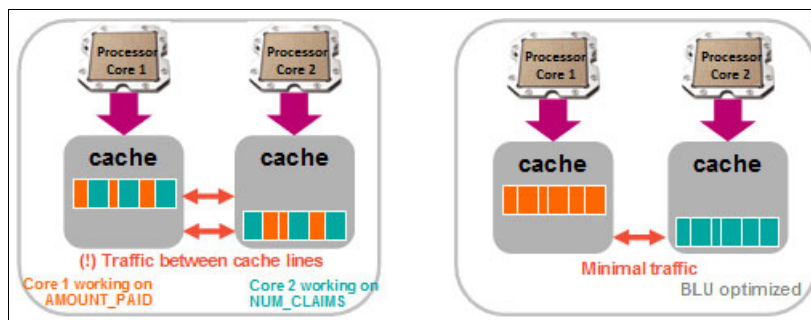 Processor
Core 1
Processor
Core 2
cache
cache
(!) Traffic between cache lines
Core 1 working on
AMOUNT_PAID
Core 2 working on
NUM_CLAIMS
Processor
Core 1
Processor
Core 2
cache
cache
Minimal traffic
BLU optimized